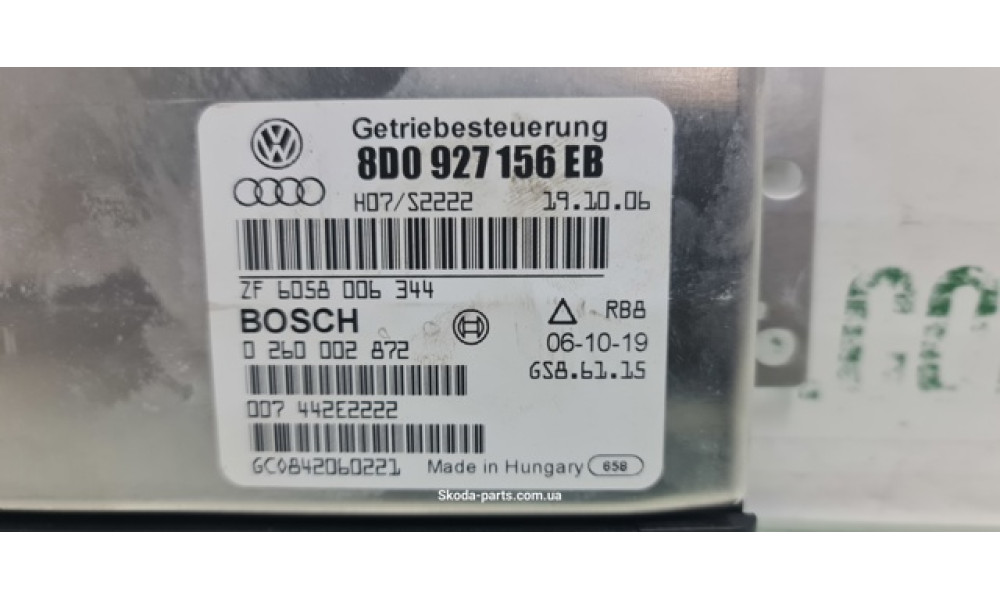 Getriebesteuerung
8D0 927 156 EB
H07/S2222 19.10.06
ZF 6058 006 344
BOSCH
RB8
0 260 002 872
06-10-19
GS8.61.15
007 442E2222
GC0842060221
Made in Hungary 658
Skoda-parts.com.ua